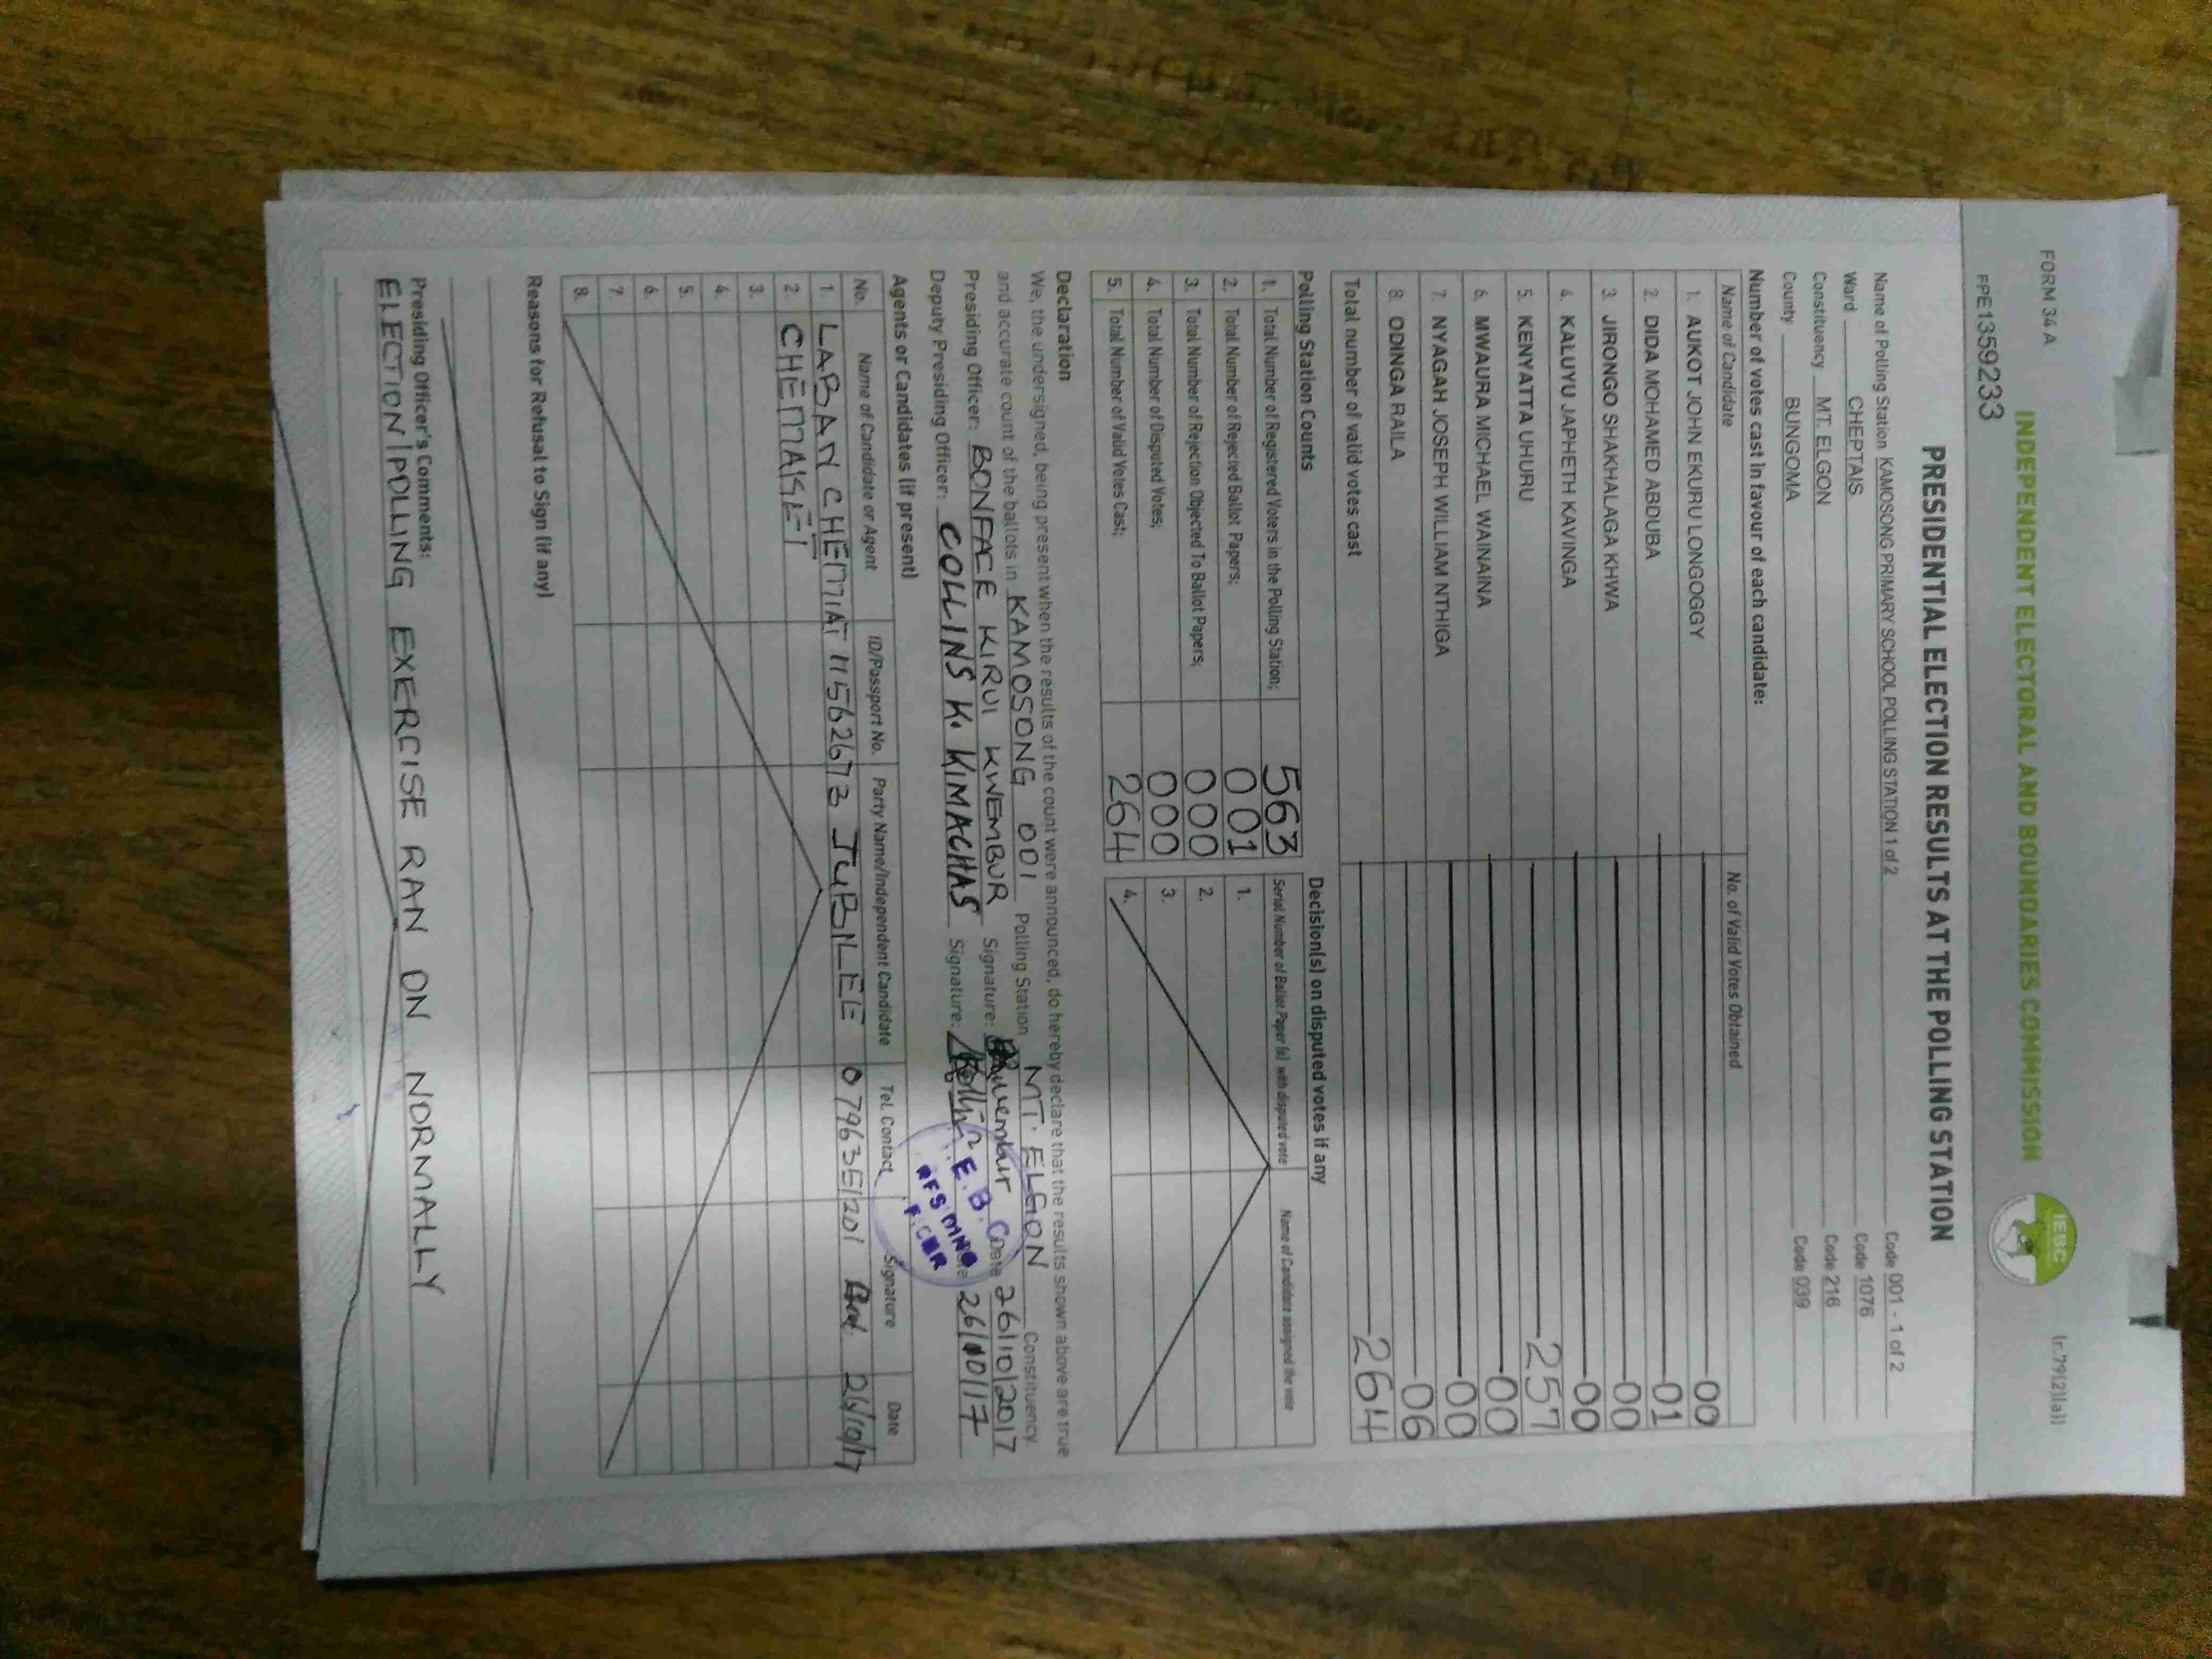 FORM 34 A
INDEPENDENT ELECTORAL AND BOUNDARIES COMMISSION
IEBC
(r.79(2)(a))
FPE1359233
PRESIDENTIAL ELECTION RESULTS AT THE POLLING STATION
Name of Polling Station KAMOSONG PRIMARY SCHOOL POLLING STATION 1 of 2 Code 001 - 1 of 2
Ward CHEPTAIS Code 1076
Constituency MT. ELGON Code 216
County BUNGOMA Code 039
Number of votes cast in favour of each candidate:
Name of Candidate No. of Valid Votes Obtained
1. AUKOT JOHN EKURU LONGOGGY 00
2. DIDA MOHAMED ABDUBA 01
3. JIRONGO SHAKHALAGA KHWA 00
4. KALUYU JAPHETH KAVINGA 00
5. KENYATTA UHURU 257
6. MWAURA MICHAEL WAINAINA 00
7. NYAGAH JOSEPH WILLIAM NTHIGA 00
8. ODINGA RAILA 06
Total number of valid votes cast 264
Polling Station Counts
1. Total Number of Registered Voters in the Polling Station; 563
2. Total Number of Rejected Ballot Papers; 001
3. Total Number of Rejection Objected To Ballot Papers; 000
4. Total Number of Disputed Votes; 000
5. Total Number of Valid Votes Cast; 264
Decision(s) on disputed votes if any
Serial Number of Ballot Paper (s) with disputed vote Name of Candidate assigned the vote
1.
2.
3.
4.
Declaration
We, the undersigned, being present when the results of the count were announced, do hereby declare that the results shown above are true
and accurate count of the ballots in KAMOSONG 001 Polling Station MT. ELGON Constituency
Presiding Officer: BONFACE KIRUI KWEMBUR Signature: Date 26/10/2017
Deputy Presiding Officer: COLLINS K. KIMACHAS Signature: 26/10/17
E. B. C
Agents or Candidates (if present)
No. Name of Candidate or Agent ID/Passport No. Party Name/Independent Candidate Tel. Contact Signature Date
1. LABAN CHEMIAT 11562673 JUBILEE 0796351201 26/10/17
2. CHEMAISEI
3.
4.
5.
6.
7.
8.
Reasons for Refusal to Sign (if any)
Presiding Officer's Comments:
ELECTION/POLLING EXERCISE RAN ON NORMALLY